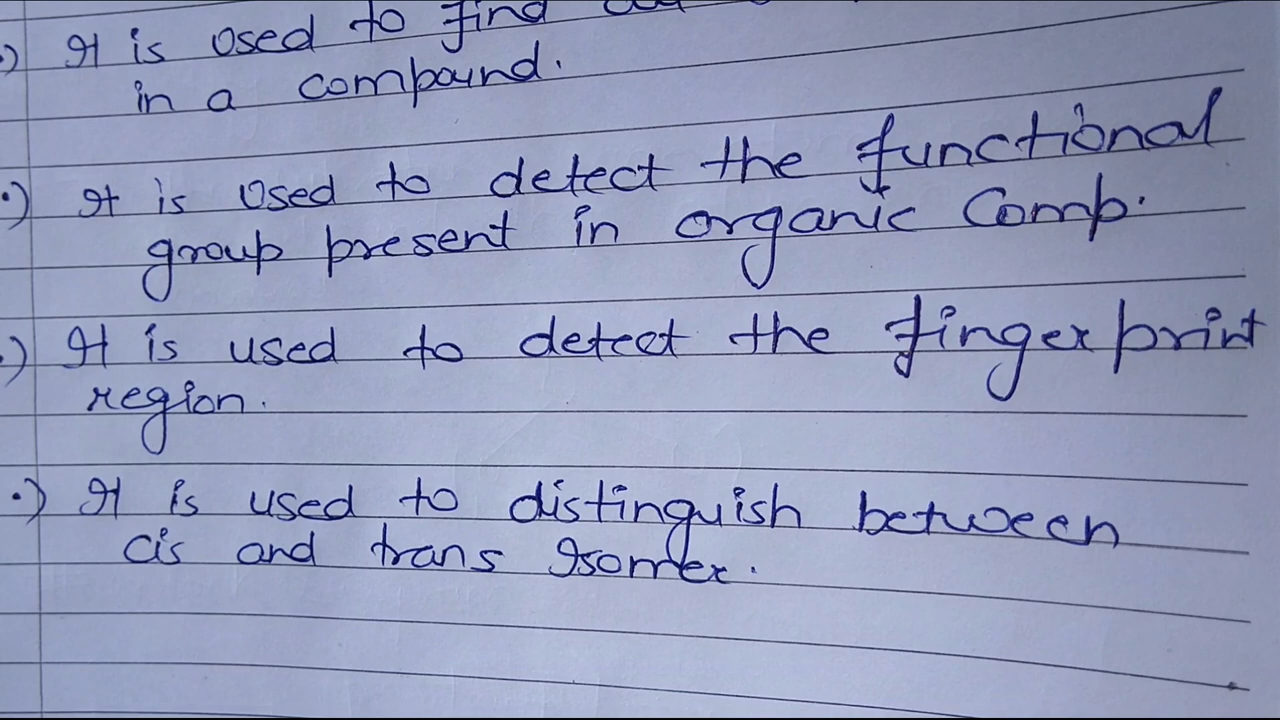 .) It is used to find out
in a compound.
.) It is used to detect the functional
group present in organic Comp.
.) It is used to detect the fingerprint
region.
.) It is used to distinguish between
cis and trans Isomer.